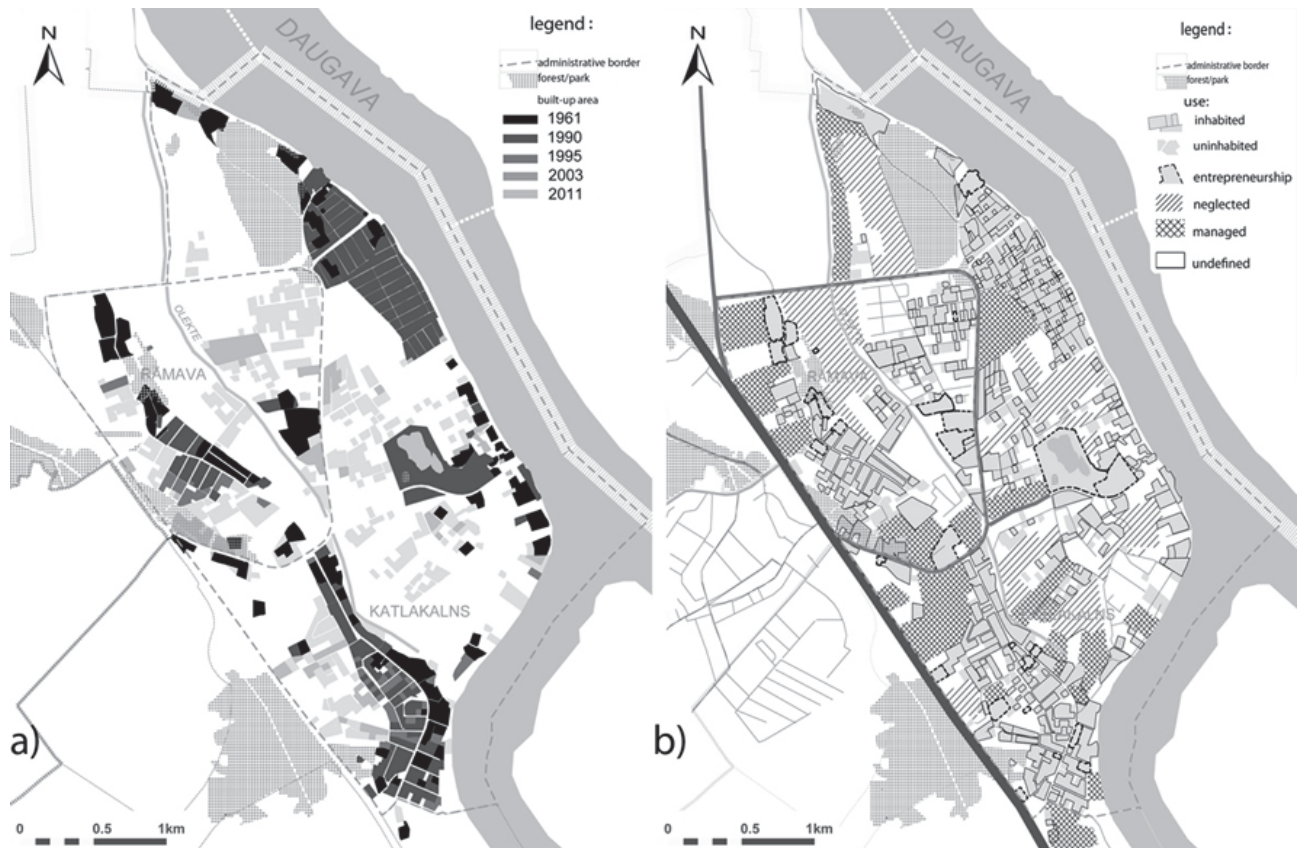 legend :
N
DAUGAVA
administrative border
forest/park
built-up area
1961
1990
1995
2003
2011
OLEKTE
RAMAVA
KATLAKALNS
a)
0 0.5 1km
legend :
N
DAUGAVA
administrative border
forest/park
use:
inhabited
uninhabited
entrepreneurship
neglected
managed
undefined
RAMAVA
b)
0 0.5 1km